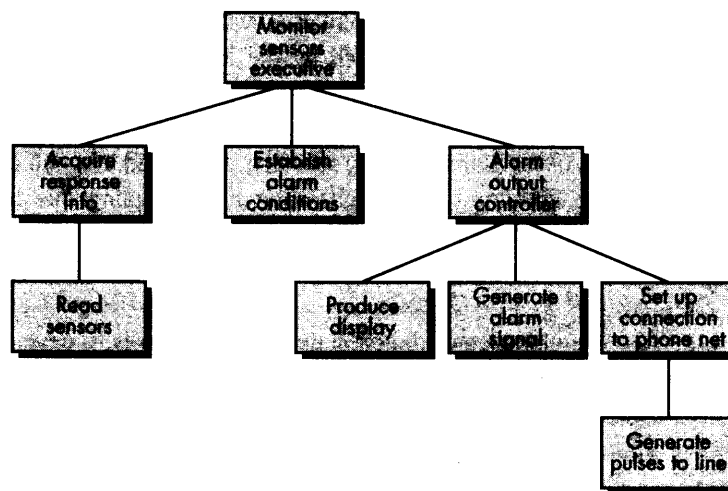 Monitor
sensors
executive
Acquire
response
info
Establish
alarm
conditions
Alarm
output
controller
Read
sensors
Produce
display
Generate
alarm
signal
Set up
connection
to phone net
Generate
pulses to line